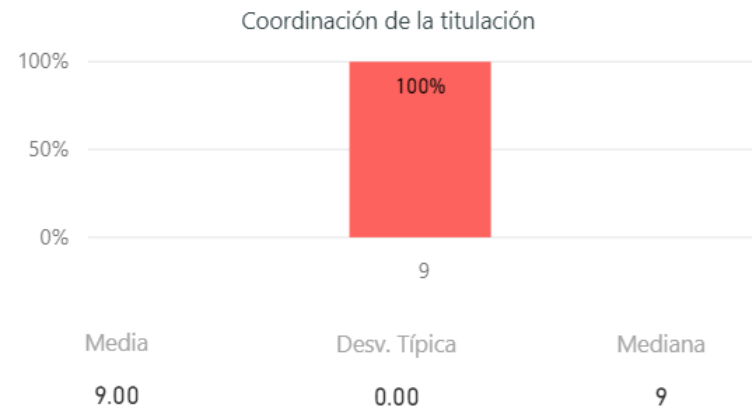 Coordinación de la titulación
100%
100%
50%
0%
9
Media Desv. Típica Mediana
9.00 0.00 9